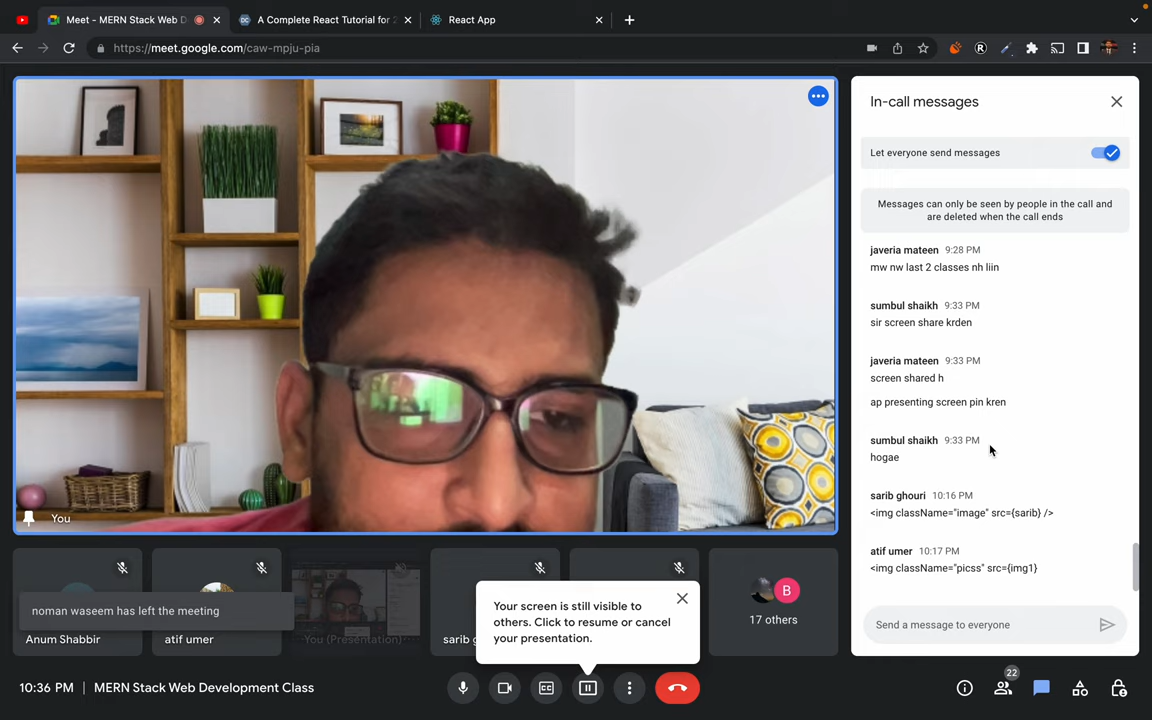 Meet - MERN Stack Web D
A Complete React Tutorial for 2
React App
https://meet.google.com/caw-mpju-pia
In-call messages
Let everyone send messages
Messages can only be seen by people in the call and
are deleted when the call ends
javeria mateen 9:28 PM
mw nw last 2 classes nh liin
sumbul shaikh 9:33 PM
sir screen share krden
javeria mateen 9:33 PM
screen shared h
ap presenting screen pin kren
sumbul shaikh 9:33 PM
hogae
sarib ghouri 10:16 PM
<img className="image" src={sarib} />
atif umer 10:17 PM
<img className="picss" src={img1}
Send a message to everyone
You
noman waseem has left the meeting
Anum Shabbir
atif umer
You (Presentation)
sarib g
B
17 others
Your screen is still visible to
others. Click to resume or cancel
your presentation.
10:36 PM | MERN Stack Web Development Class
CC
22